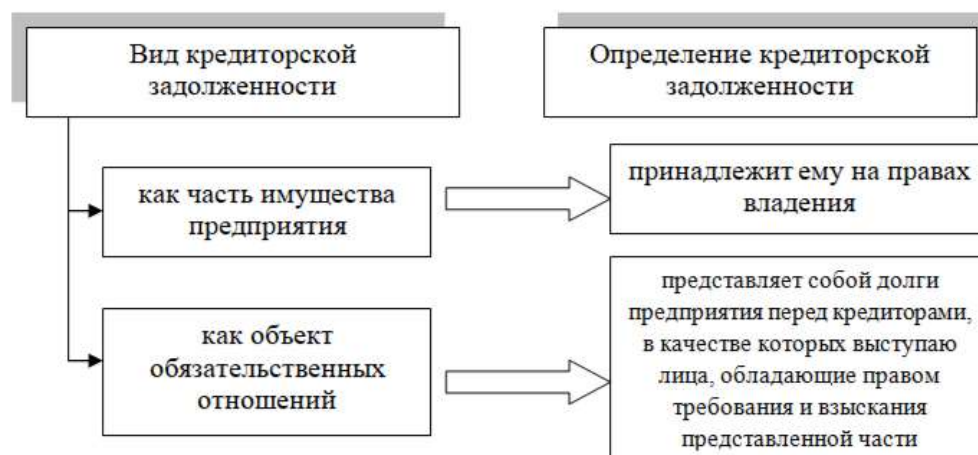 Вид кредиторской
задолженности
Определение кредиторской
задолженности
как часть имущества
предприятия
принадлежит ему на правах
владения
как объект
обязательственных
отношений
представляет собой долги
предприятия перед кредиторами,
в качестве которых выступаю
лица, обладающие правом
требования и взыскания
представленной части